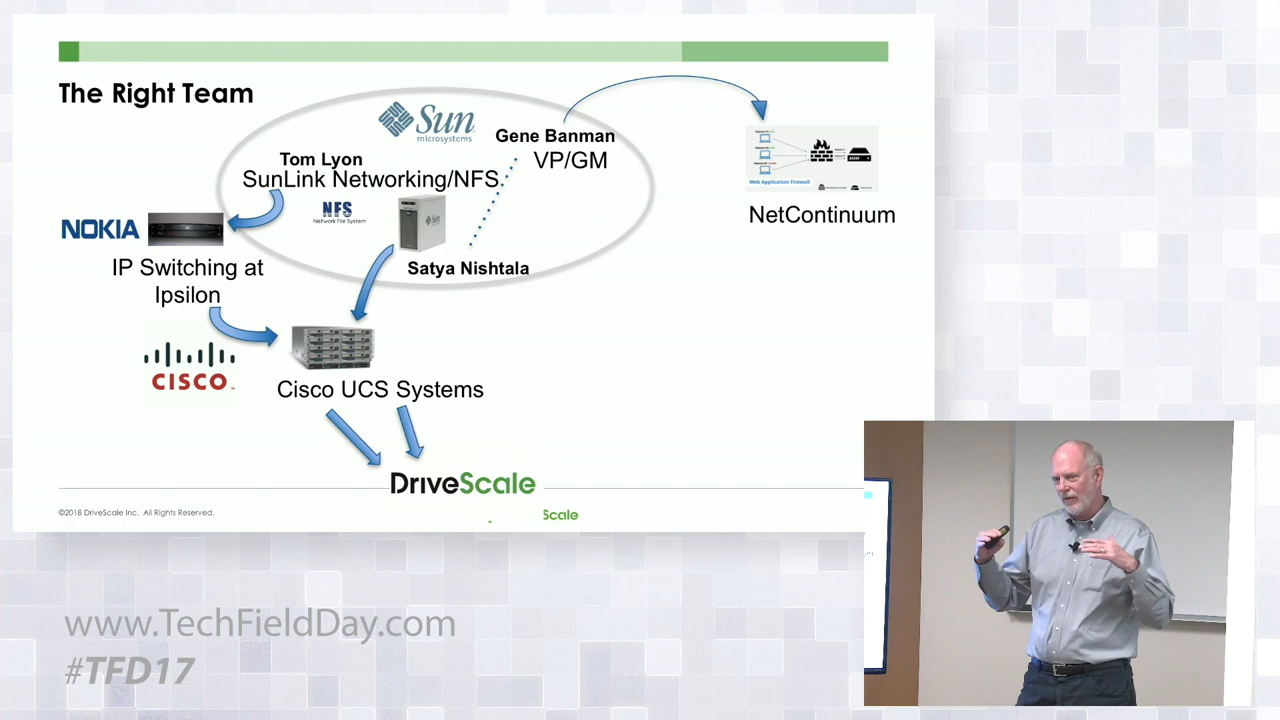 The Right Team
Sun
microsystems
Gene Banman
VP/GM
Tom Lyon
SunLink Networking/NFS
NFS
Network File System
Sun
Satya Nishtala
NOKIA
IP Switching at
Ipsilon
CISCO
Cisco UCS Systems
Web Application Firewall
NetContinuum
DriveScale
©2018 DriveScale Inc. All Rights Reserved.
Scale
www.TechFieldDay.com
#TFD17